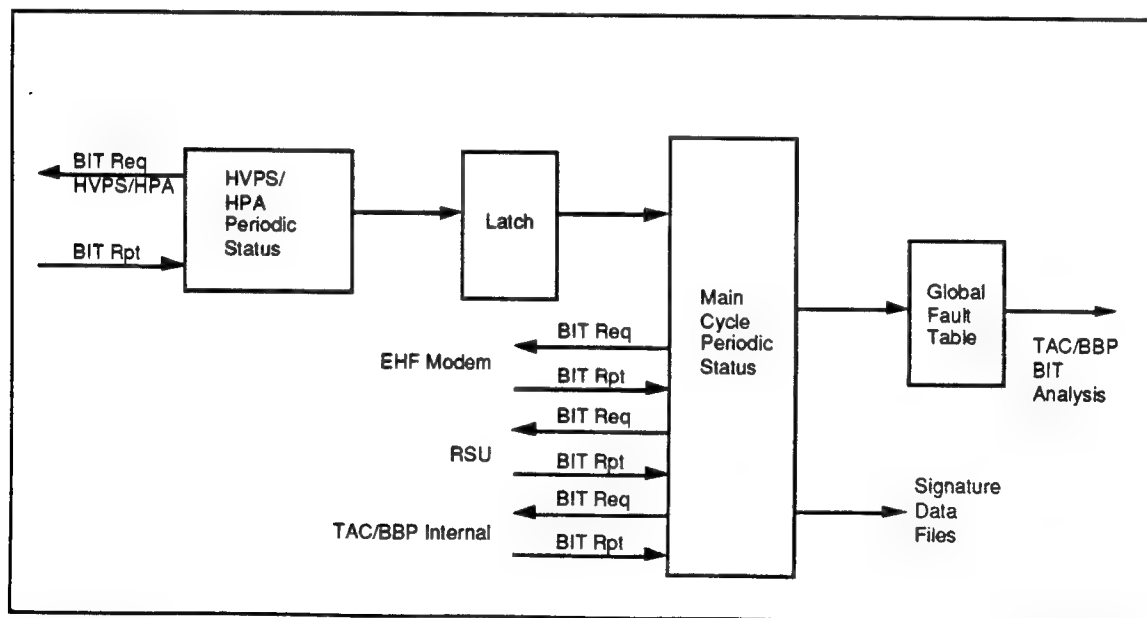 BIT Req
HVPS/HPA
BIT Rpt
HVPS/
HPA
Periodic
Status
Latch
Main
Cycle
Periodic
Status
Global
Fault
Table
TAC/BBP
BIT
Analysis
EHF Modem
BIT Req
BIT Rpt
RSU
BIT Req
BIT Rpt
TAC/BBP Internal
BIT Req
BIT Rpt
Signature
Data
Files